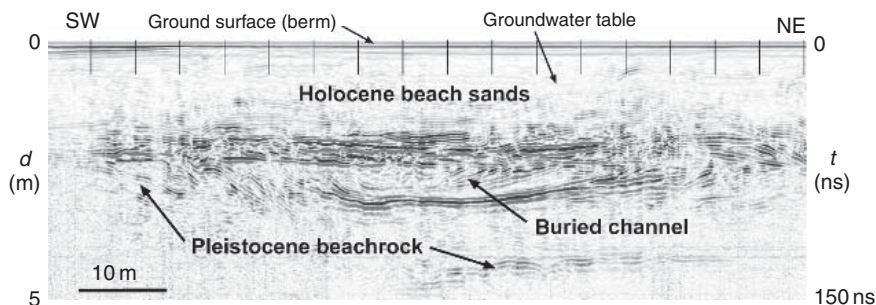 SW
Ground surface (berm)
Groundwater table
NE
0
0
Holocene beach sands
d
(m)
t
(ns)
Buried channel
Pleistocene beachrock
10 m
5
150 ns